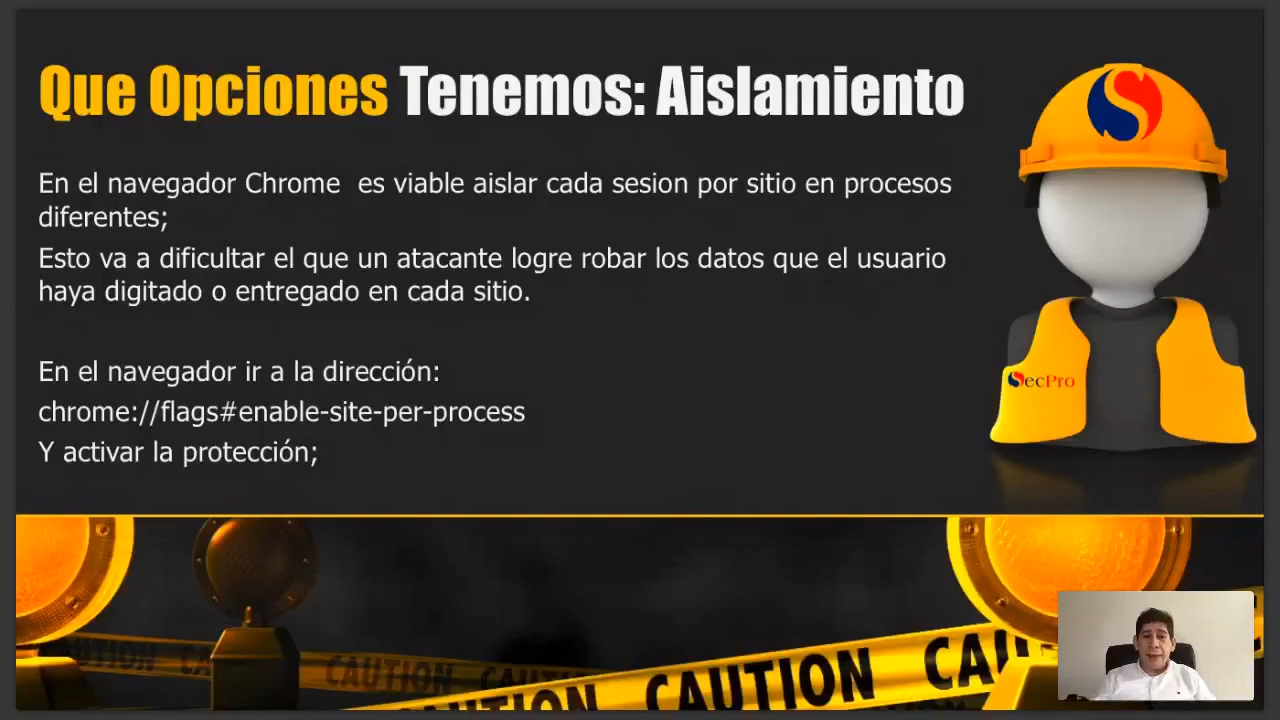 Que Opciones Tenemos: Aislamiento
En el navegador Chrome es viable aislar cada sesion por sitio en procesos
diferentes;
Esto va a dificultar el que un atacante logre robar los datos que el usuario
haya digitado o entregado en cada sitio.
En el navegador ir a la dirección:
chrome://flags#enable-site-per-process
Y activar la protección;
SecPro
CAUTION CA
CAUTION CAUTION
CAUTION CAUTION CAU